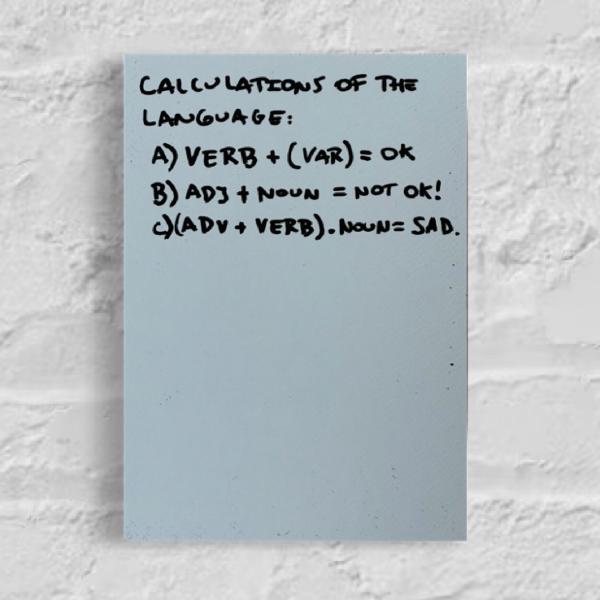 CALCULATIONS OF THE
LANGUAGE:
A) VERB + (VAR) = OK
B) ADJ + NOUN = NOT OK!
C)(ADV + VERB).NOUN= SAD.